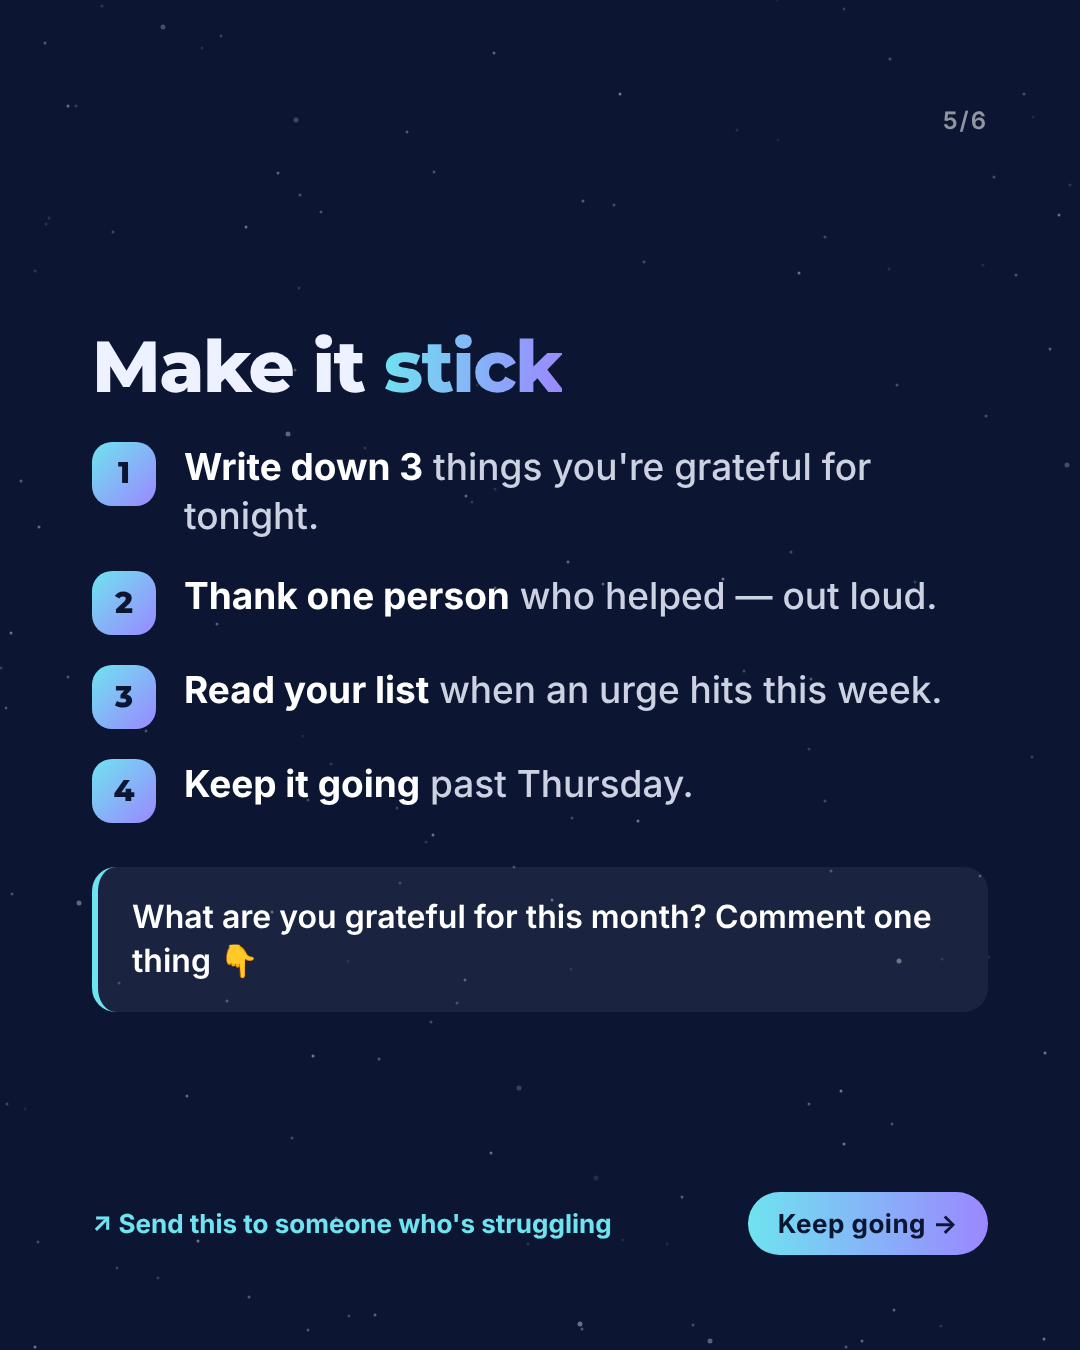 5/6
Make it stick
1 Write down 3 things you're grateful for
tonight.
2 Thank one person who helped — out loud.
3 Read your list when an urge hits this week.
4 Keep it going past Thursday.
What are you grateful for this month? Comment one
thing 👇
↗ Send this to someone who's struggling
Keep going →